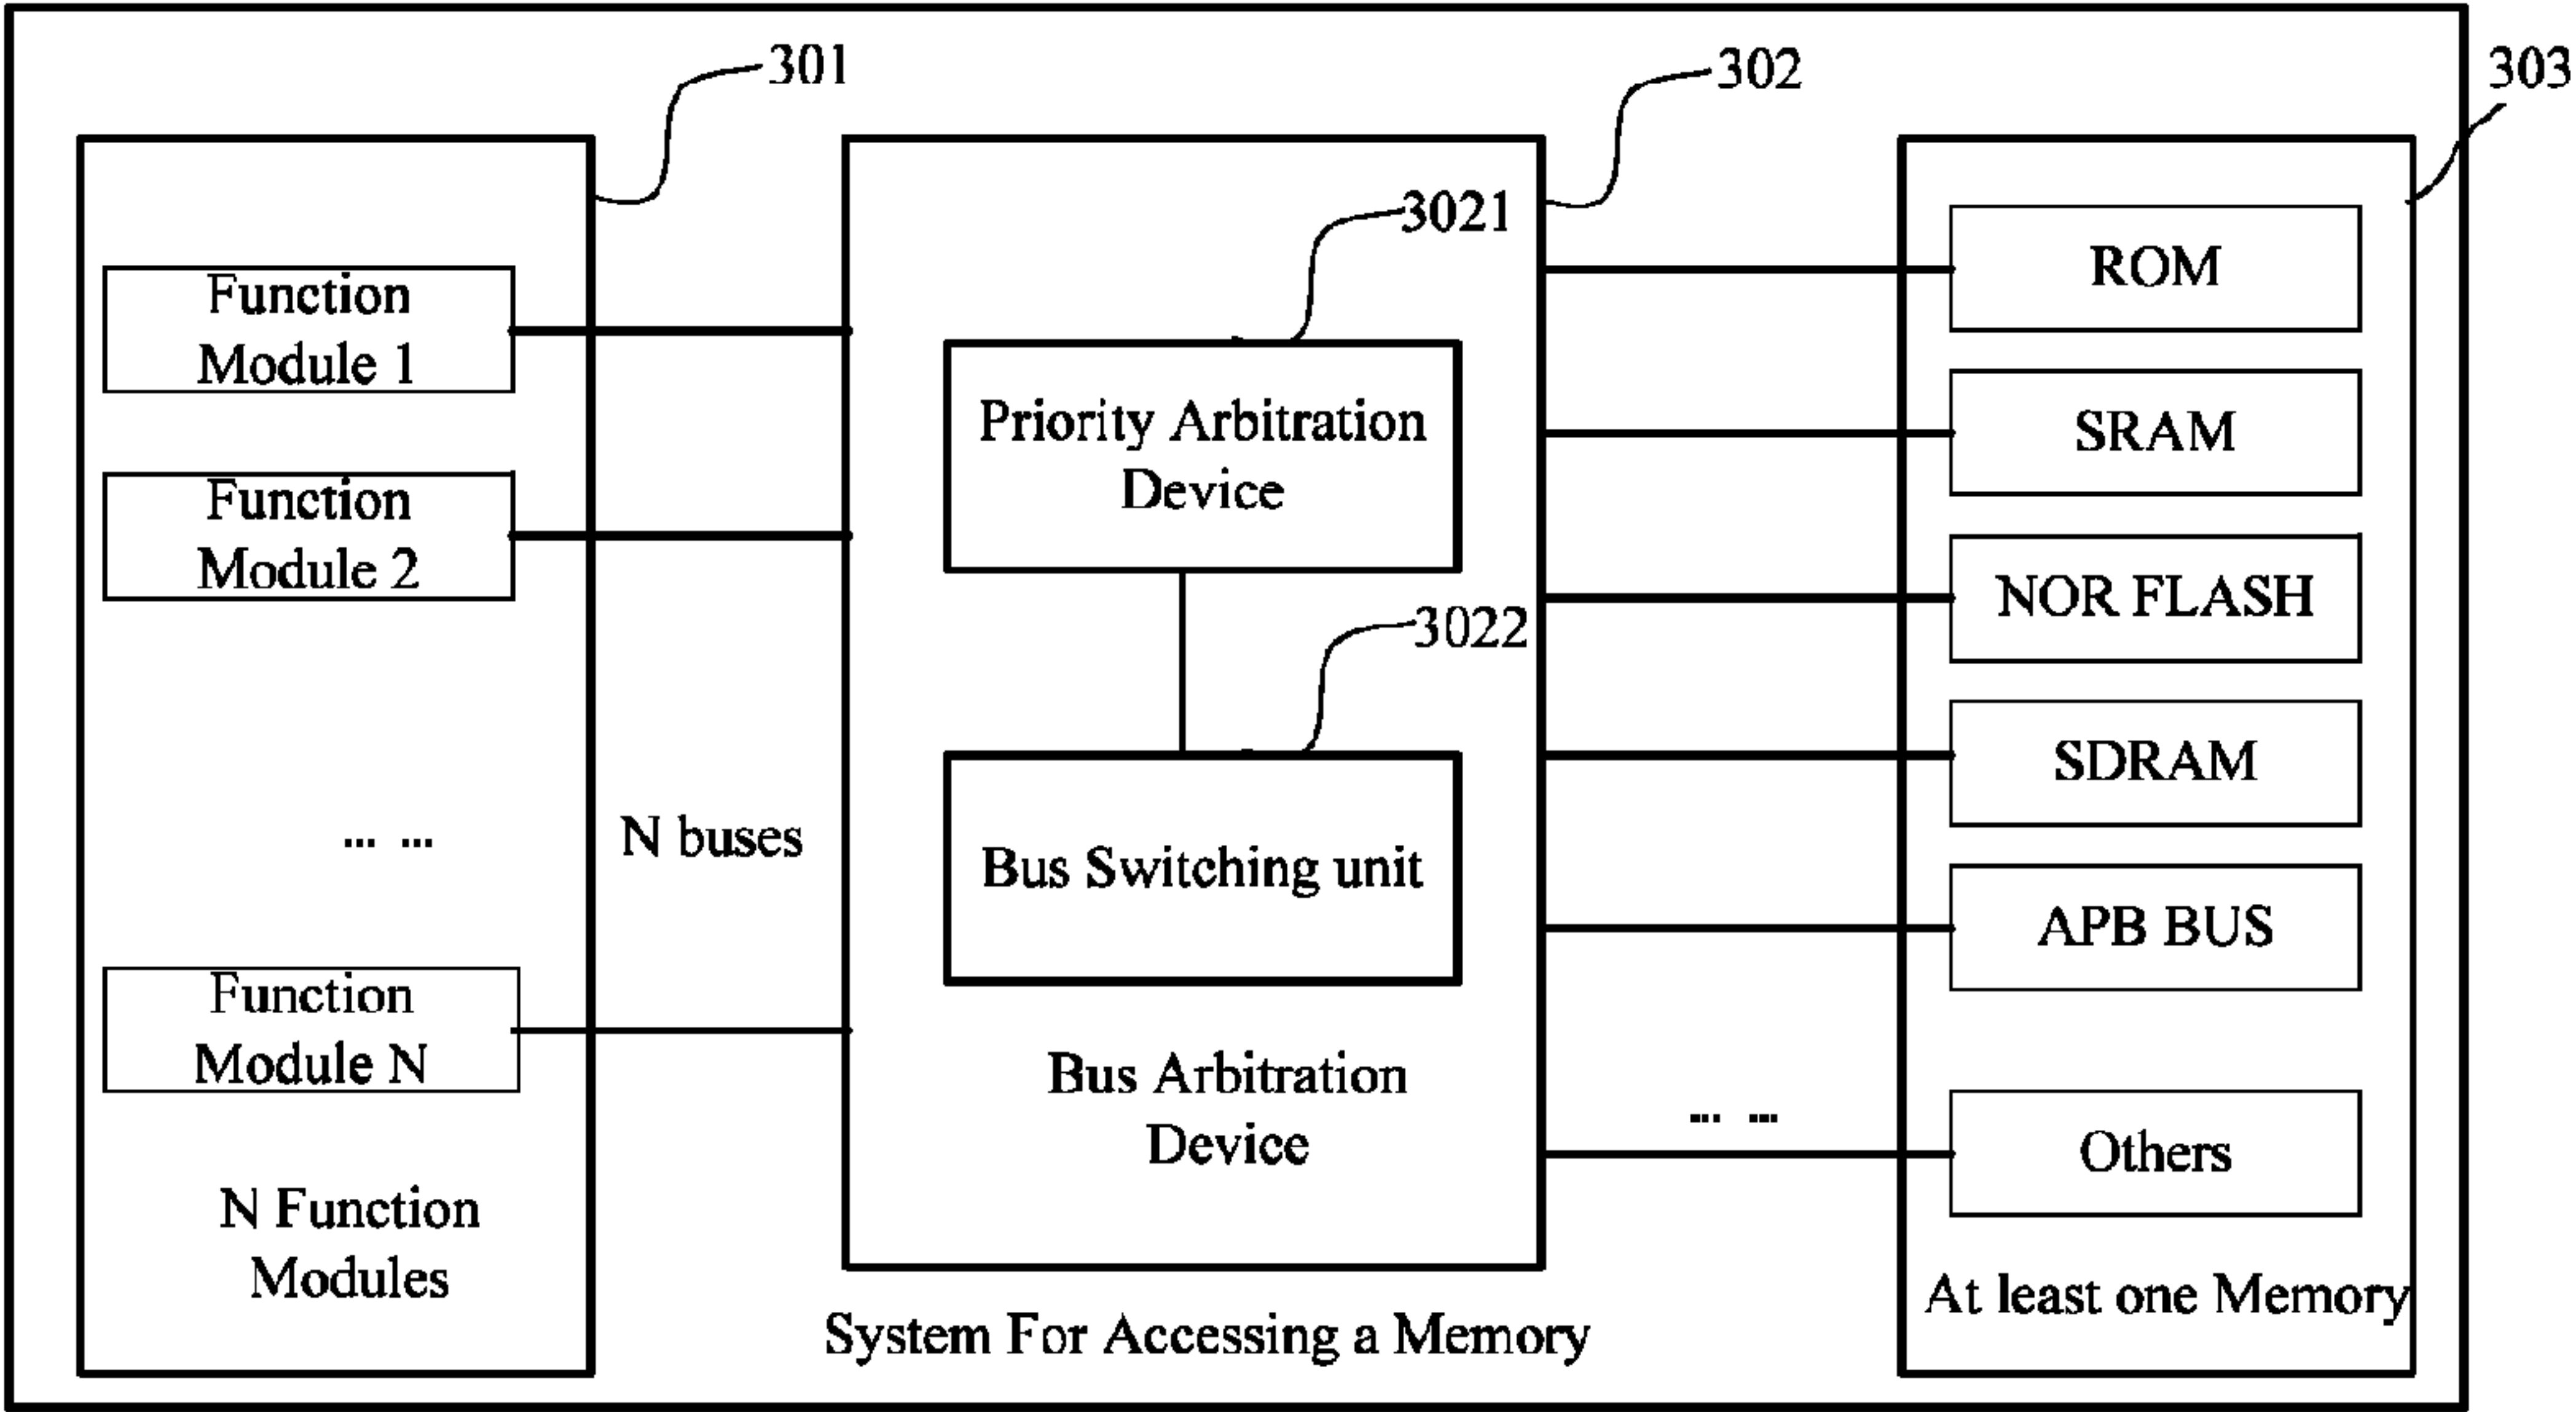 301
302
303
3021
Function
Module 1
Function
Module 2
... ...
Function
Module N
N Function
Modules
N buses
Priority Arbitration
Device
3022
Bus Switching unit
Bus Arbitration
Device
... ...
ROM
SRAM
NOR FLASH
SDRAM
APB BUS
Others
At least one Memory
System For Accessing a Memory